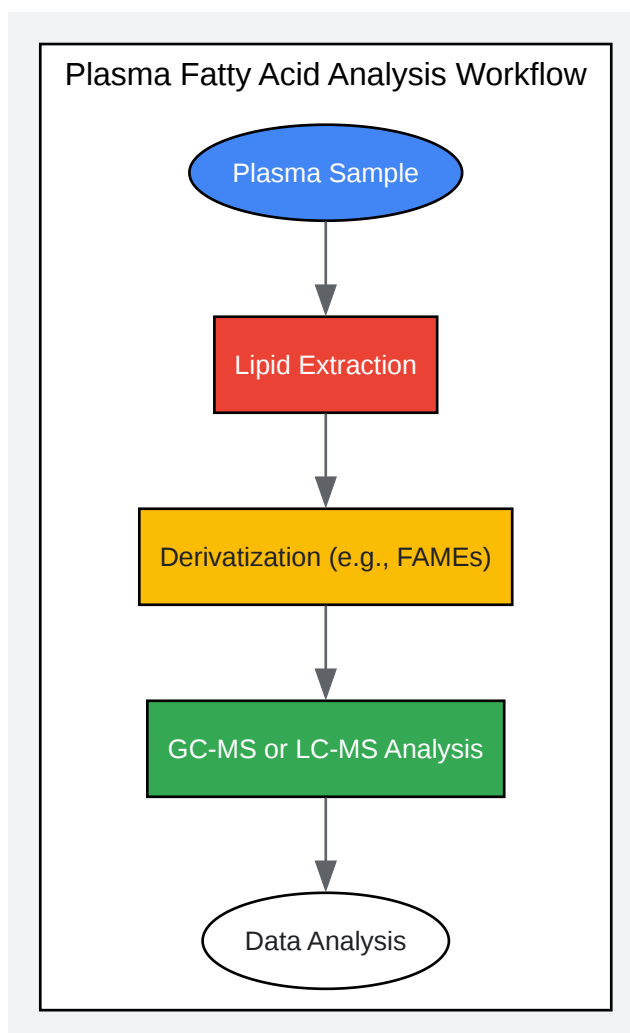 Plasma Fatty Acid Analysis Workflow
Plasma Sample
Lipid Extraction
Derivatization (e.g., FAMEs)
GC-MS or LC-MS Analysis
Data Analysis